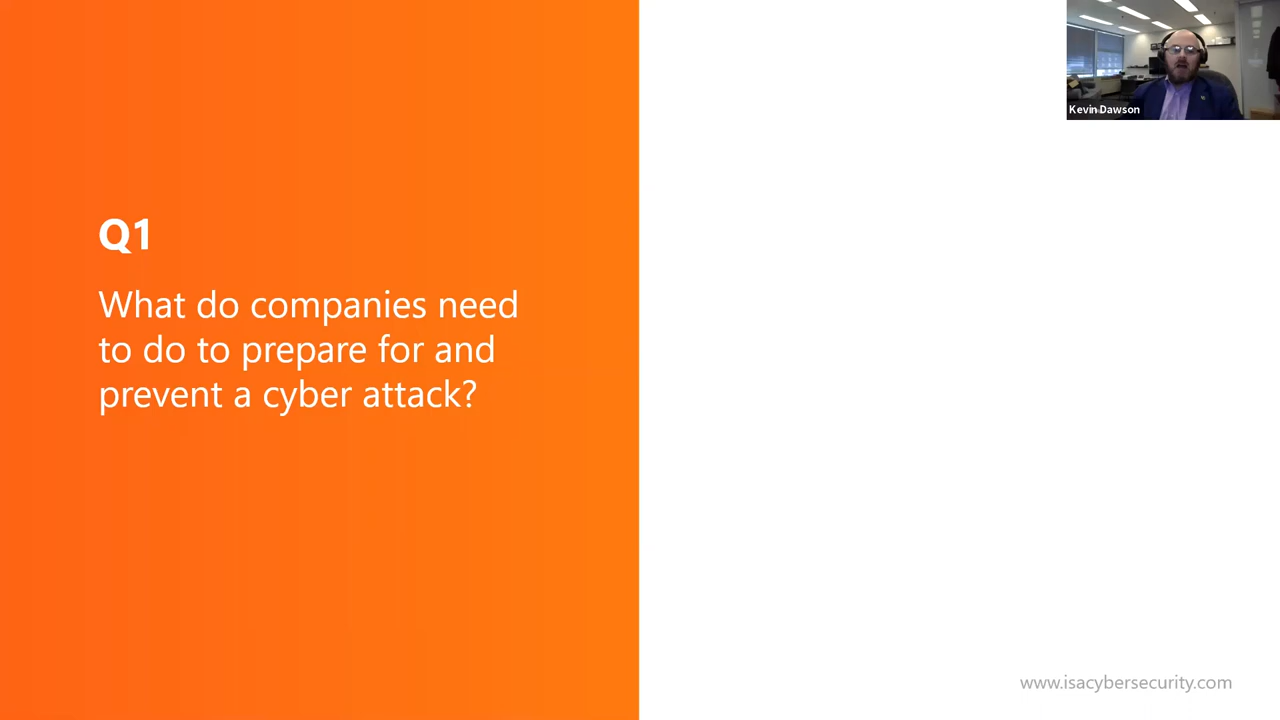 Kevin Dawson
Q1
What do companies need
to do to prepare for and
prevent a cyber attack?
www.isacybersecurity.com